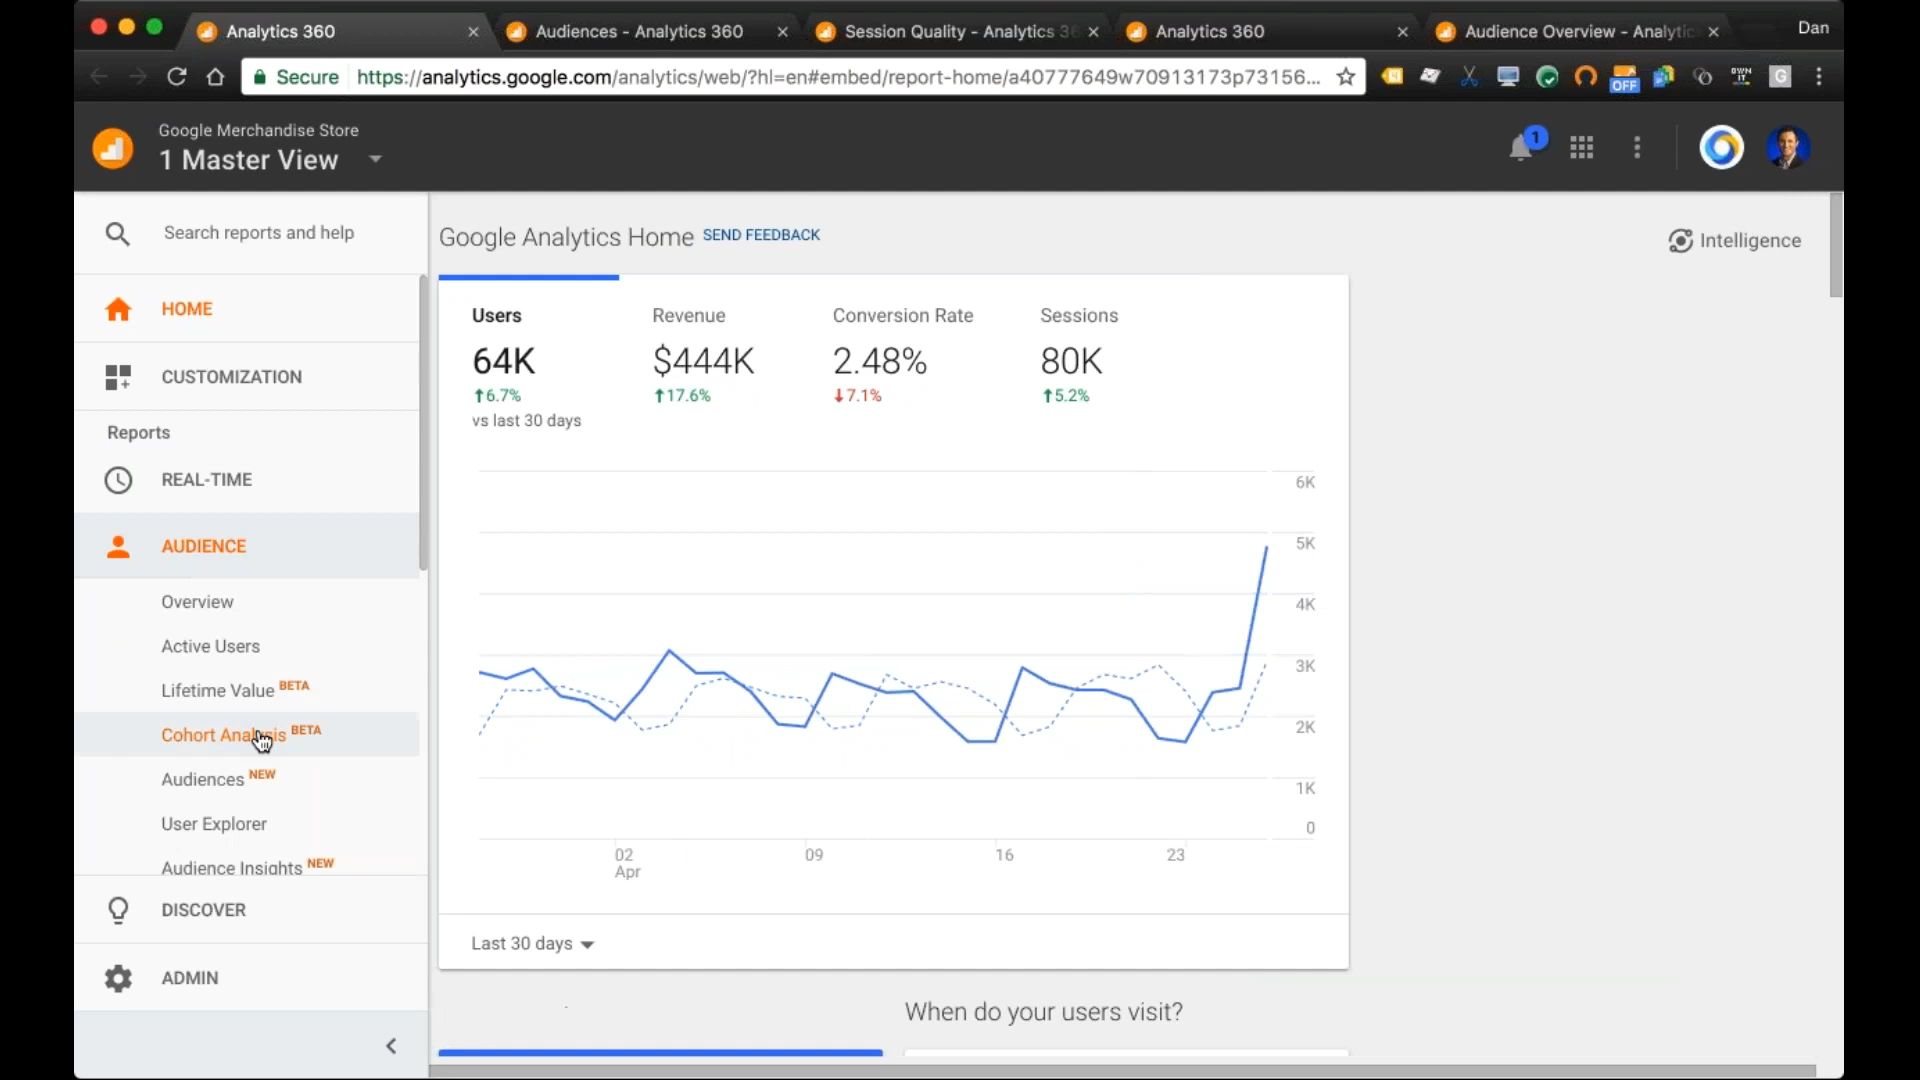 Analytics 360
Audiences - Analytics 360
Session Quality - Analytics 36
Analytics 360
Audience Overview - Analytic
Dan
Secure
https://analytics.google.com/analytics/web/?hl=en#embed/report-home/a40777649w70913173p73156...
OFF
OWN IT
G
Google Merchandise Store
1 Master View
1
Search reports and help
Google Analytics Home
SEND FEEDBACK
Intelligence
HOME
CUSTOMIZATION
Reports
REAL-TIME
AUDIENCE
Overview
Active Users
Lifetime Value BETA
Cohort Analysis BETA
Audiences NEW
User Explorer
Audience Insights NEW
DISCOVER
ADMIN
Users
64K
6.7%
vs last 30 days
Revenue
$444K
17.6%
Conversion Rate
2.48%
7.1%
Sessions
80K
5.2%
6K
5K
4K
3K
2K
1K
0
02
Apr
09
16
23
Last 30 days
When do your users visit?